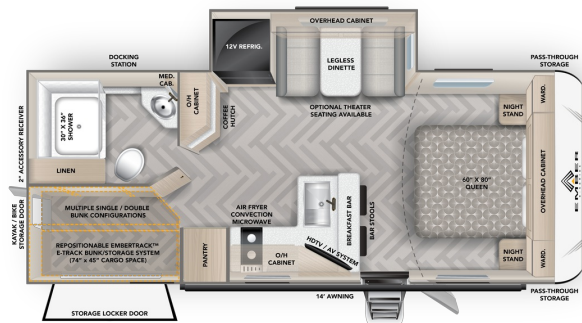 OVERHEAD CABINET
12V REFRIG.
LEGLESS
DINETTE
DOCKING
STATION
PASS-THROUGH
STORAGE
MED.
CAB.
O/H
CABINET
COFFEE
HUTCH
OPTIONAL THEATER
SEATING AVAILABLE
NIGHT
STAND
WARD.
2" ACCESSORY RECEIVER
30" X 36"
SHOWER
LINEN
60" X 80"
QUEEN
OVERHEAD CABINET
EMBER
KAYAK / BIKE
STORAGE DOOR
MULTIPLE SINGLE / DOUBLE
BUNK CONFIGURATIONS
REPOSITIONABLE EMBERTRACK™
E-TRACK BUNK/STORAGE SYSTEM
(74" x 45" CARGO SPACE)
AIR FRYER
CONVECTION
MICROWAVE
BREAKFAST BAR
BAR STOOLS
PANTRY
O/H
CABINET
HDTV / AV SYSTEM
NIGHT
STAND
WARD.
14' AWNING
PASS-THROUGH
STORAGE
STORAGE LOCKER DOOR